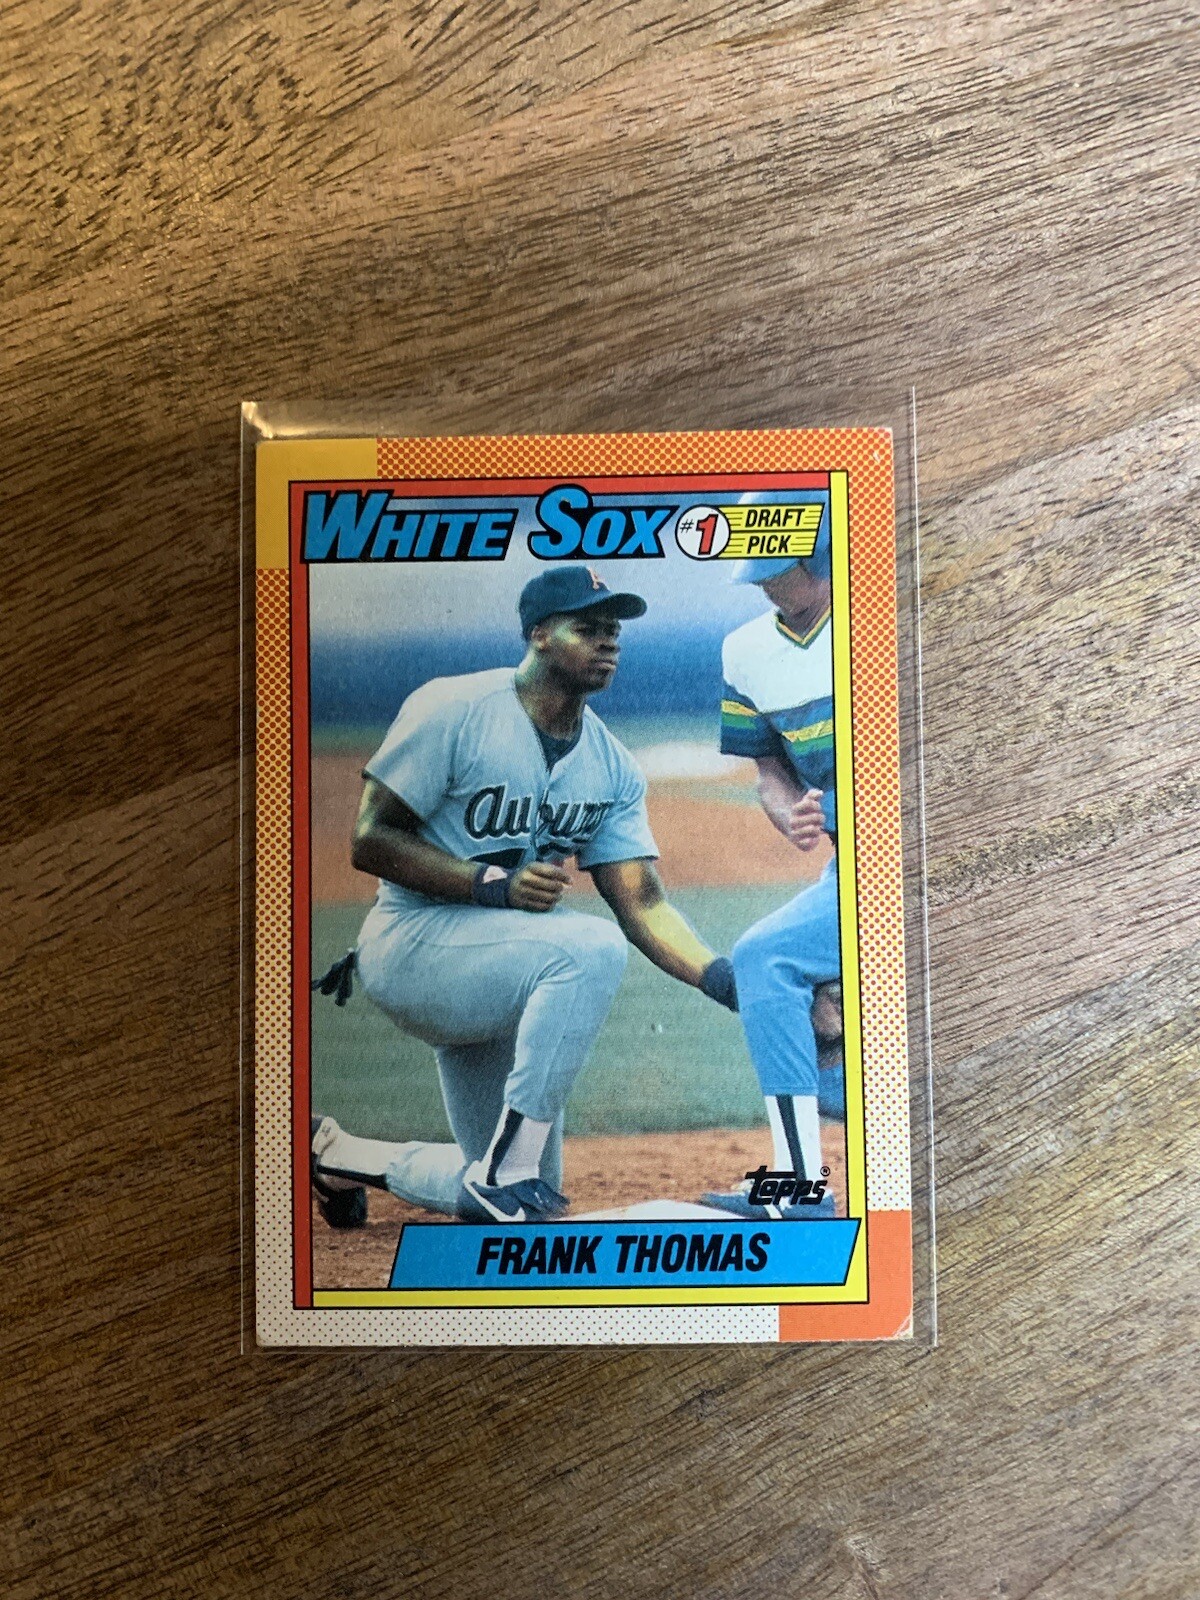 WHITE SOX #1 DRAFT
PICK
A
Auburn
topps®
FRANK THOMAS